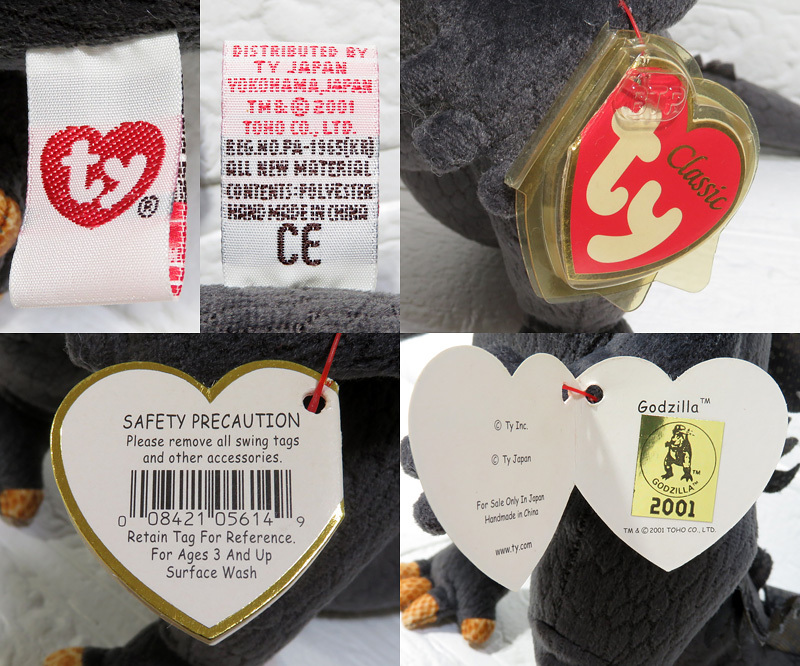 ty
®
DISTRIBUTED BY
TY JAPAN
YOKOHAMA, JAPAN
TM & © 2001
TOHO CO., LTD.
REG. NO. PA-1965(KR)
ALL NEW MATERIAL
CONTENTS: POLYESTER
HAND MADE IN CHINA
CE
ty
Classic
SAFETY PRECAUTION
Please remove all swing tags
and other accessories.
0 08421 05614 9
Retain Tag For Reference.
For Ages 3 And Up
Surface Wash
© Ty Inc.
© Ty Japan
For Sale Only In Japan
Handmade in China
www.ty.com
Godzilla™
GODZILLA™
TM
2001
TM & © 2001 TOHO CO., LTD.